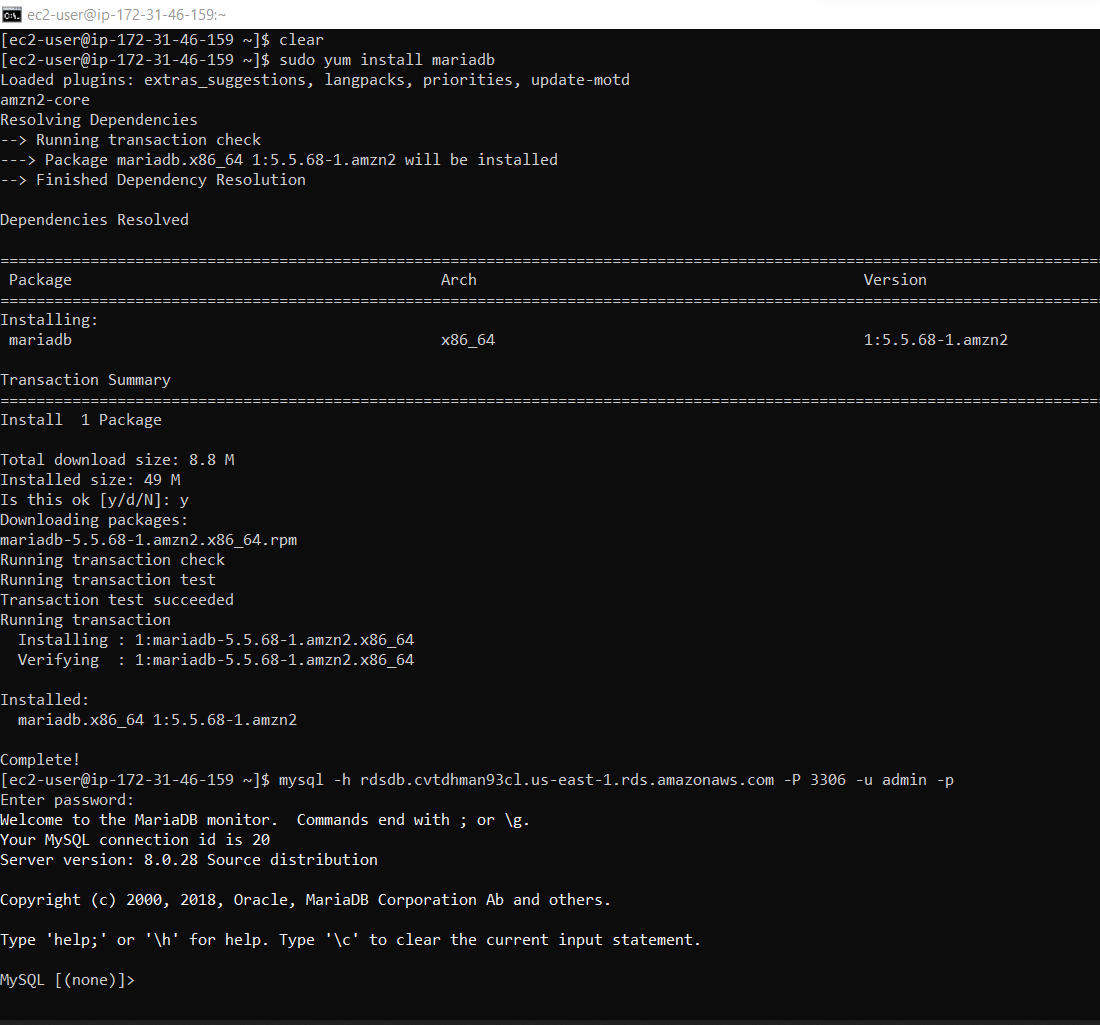 ec2-user@ip-172-31-46-159:~
[ec2-user@ip-172-31-46-159 ~]$ clear
[ec2-user@ip-172-31-46-159 ~]$ sudo yum install mariadb
Loaded plugins: extras_suggestions, langpacks, priorities, update-motd
amzn2-core
Resolving Dependencies
--> Running transaction check
---> Package mariadb.x86_64 1:5.5.68-1.amzn2 will be installed
--> Finished Dependency Resolution

Dependencies Resolved

==========================================================================================================================
 Package                                         Arch                                           Version
==========================================================================================================================
Installing:
 mariadb                                         x86_64                                         1:5.5.68-1.amzn2

Transaction Summary
==========================================================================================================================
Install  1 Package

Total download size: 8.8 M
Installed size: 49 M
Is this ok [y/d/N]: y
Downloading packages:
mariadb-5.5.68-1.amzn2.x86_64.rpm
Running transaction check
Running transaction test
Transaction test succeeded
Running transaction
  Installing : 1:mariadb-5.5.68-1.amzn2.x86_64
  Verifying  : 1:mariadb-5.5.68-1.amzn2.x86_64

Installed:
  mariadb.x86_64 1:5.5.68-1.amzn2

Complete!
[ec2-user@ip-172-31-46-159 ~]$ mysql -h rdsdb.cvtdhman93cl.us-east-1.rds.amazonaws.com -P 3306 -u admin -p
Enter password:
Welcome to the MariaDB monitor.  Commands end with ; or \g.
Your MySQL connection id is 20
Server version: 8.0.28 Source distribution

Copyright (c) 2000, 2018, Oracle, MariaDB Corporation Ab and others.

Type 'help;' or '\h' for help. Type '\c' to clear the current input statement.

MySQL [(none)]>